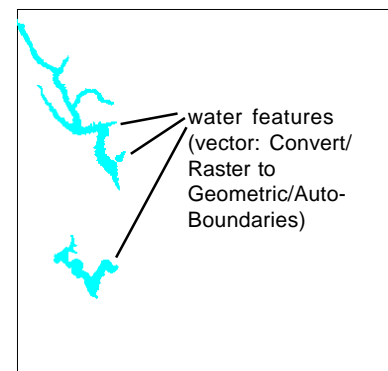 water features
(vector: Convert/
Raster to
Geometric/Auto-
Boundaries)